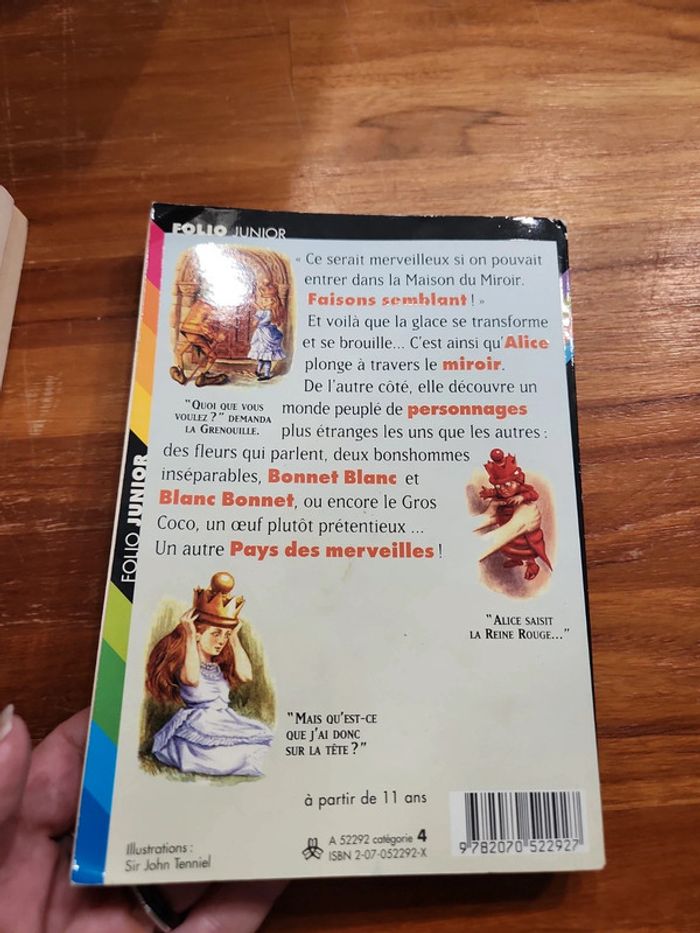 FOLIO JUNIOR
« Ce serait merveilleux si on pouvait
entrer dans la Maison du Miroir.
Faisons semblant ! »
Et voilà que la glace se transforme
et se brouille... C'est ainsi qu'Alice
plonge à travers le miroir.
De l'autre côté, elle découvre un
monde peuplé de personnages
plus étranges les uns que les autres :
des fleurs qui parlent, deux bonshommes
inséparables, Bonnet Blanc et
Blanc Bonnet, ou encore le Gros
Coco, un œuf plutôt prétentieux ...
Un autre Pays des merveilles !
"QUOI QUE VOUS
VOULEZ ?" DEMANDA
LA GRENOUILLE.
FOLIO JUNIOR
"ALICE SAISIT
LA REINE ROUGE..."
"MAIS QU'EST-CE
QUE J'AI DONC
SUR LA TÊTE ?"
à partir de 11 ans
Illustrations :
Sir John Tenniel
A 52292 catégorie 4
ISBN 2-07-052292-X
9 782070 522927